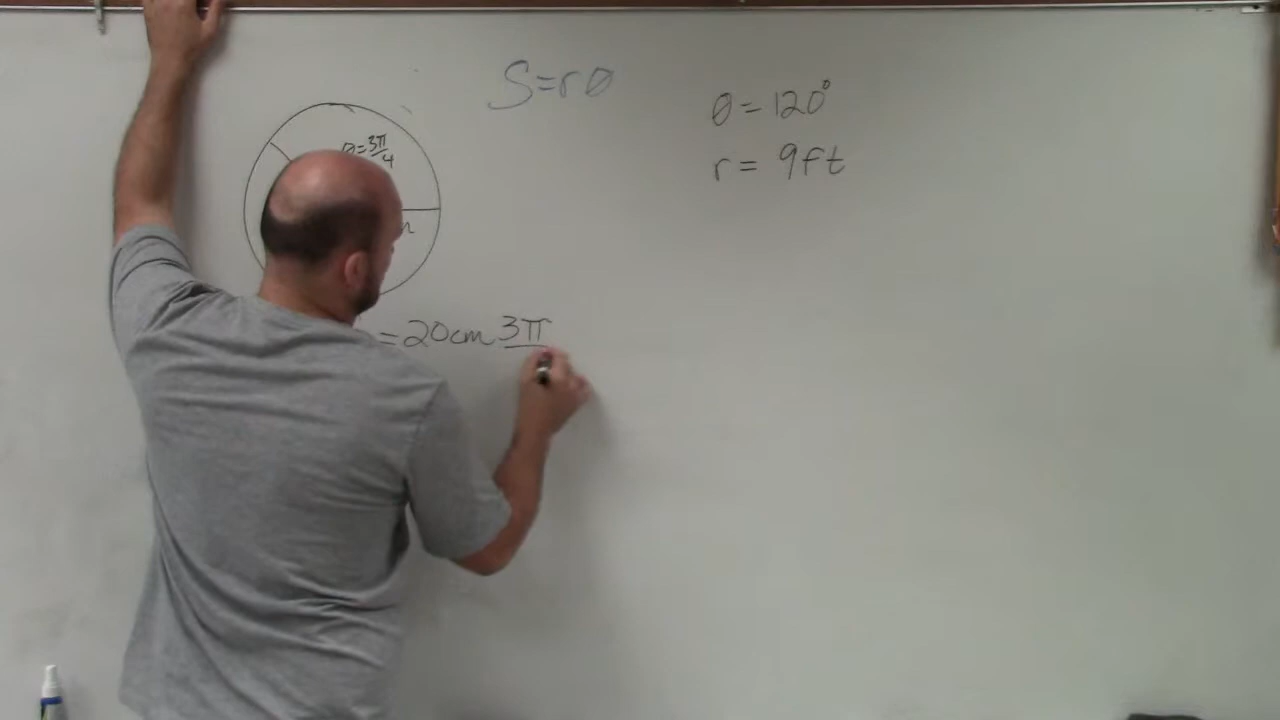 S=rθ
θ=3π/4
= 20cm 3π
θ = 120°
r = 9ft